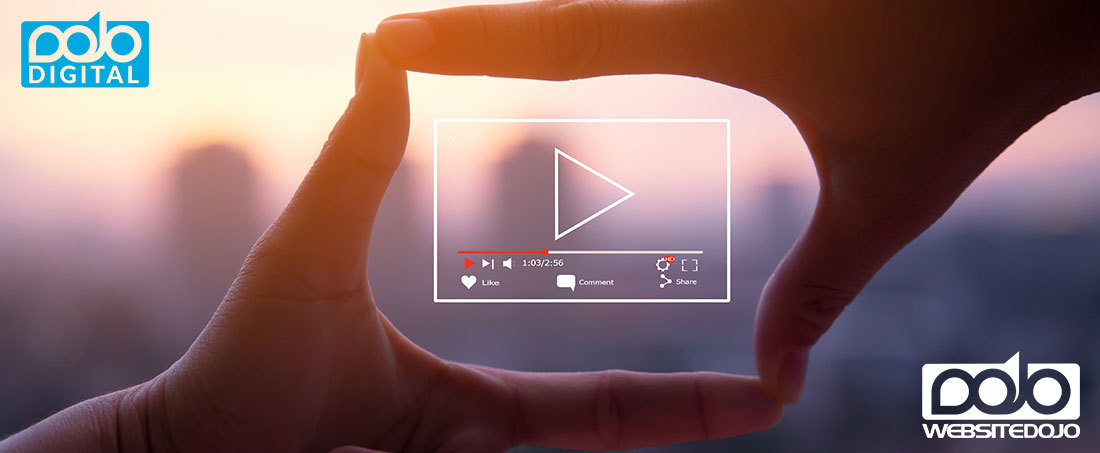 DOJO
DIGITAL
1:03/2:56
HD
Like
Comment
Share
DOJO
WEBSITEDOJO